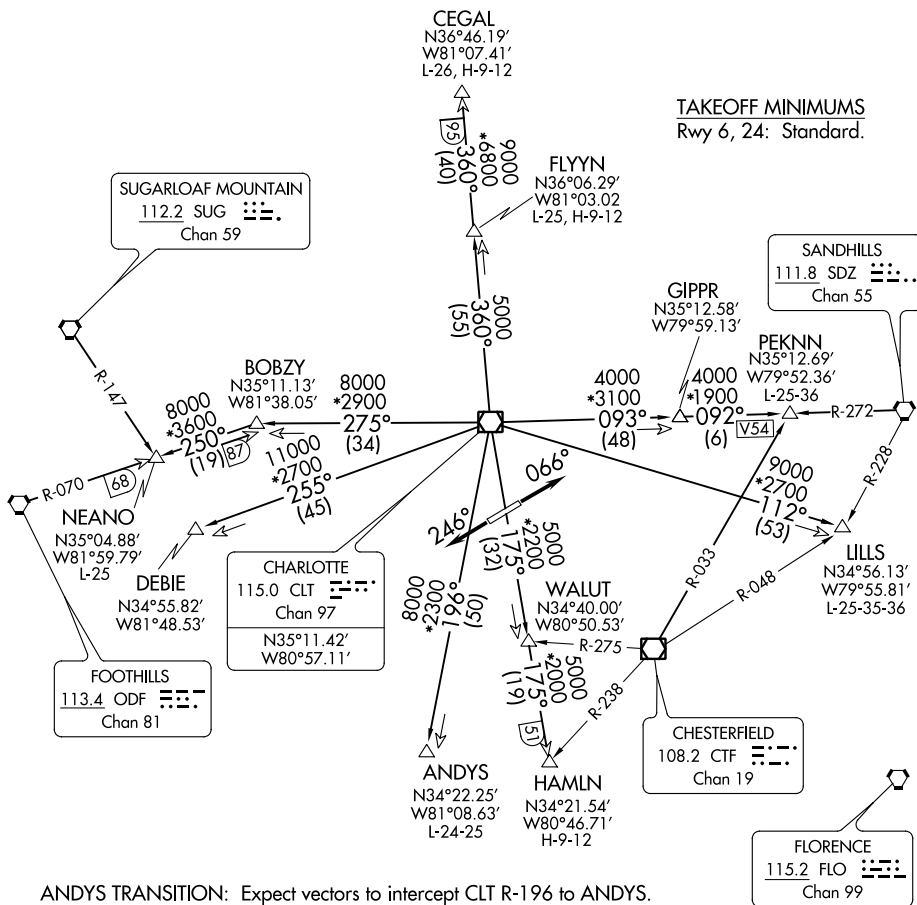 CEGAL
N36°46.19'
W81°07.41'
L-26, H-9-12
TAKEOFF MINIMUMS
Rwy 6, 24: Standard.
95
360°
(40)
*6800
9000
FLYYN
N36°06.29'
W81°03.02
L-25, H-9-12
SUGARLOAF MOUNTAIN
112.2 SUG
Chan 59
SANDHILLS
111.8 SDZ
Chan 55
GIPPR
N35°12.58'
W79°59.13'
5000
360°
(55)
PEKNN
N35°12.69'
W79°52.36'
L-25-36
BOBZY
N35°11.13'
W81°38.05'
R-147
8000
*2900
275°
(34)
4000
*3100
093°
(48)
4000
*1900
092°
(6)
V54
R-272
8000
*3600
250°
(19)
87
R-228
11000
*2700
255°
(45)
066°
246°
9000
*2700
112°
(53)
R-070
68
NEANO
N35°04.88'
W81°59.79'
L-25
DEBIE
N34°55.82'
W81°48.53'
CHARLOTTE
115.0 CLT
Chan 97
N35°11.42'
W80°57.11'
5000
*2200
175°
(32)
8000
*2300
196°
(50)
WALUT
N34°40.00'
W80°50.53'
R-033
R-048
LILLS
N34°56.13'
W79°55.81'
L-25-35-36
R-275
FOOTHILLS
113.4 ODF
Chan 81
5000
*2000
175°
(19)
51
R-238
CHESTERFIELD
108.2 CTF
Chan 19
ANDYS
N34°22.25'
W81°08.63'
L-24-25
HAMLN
N34°21.54'
W80°46.71'
H-9-12
FLORENCE
115.2 FLO
Chan 99
ANDYS TRANSITION: Expect vectors to intercept CLT R-196 to ANDYS.